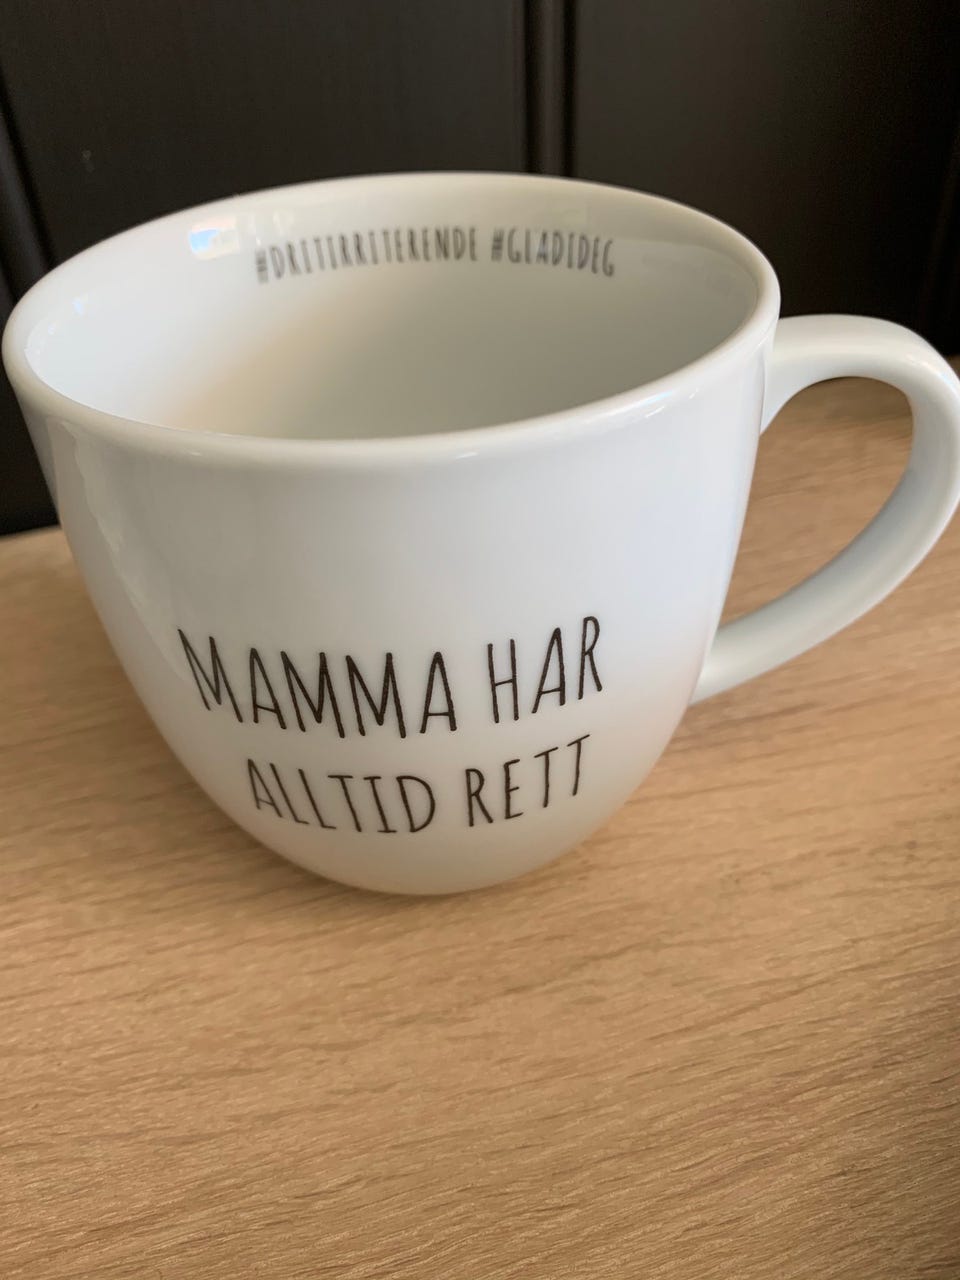 #DRITIRRITERENDE #GLADIDEG
MAMMA HAR
ALLTID RETT